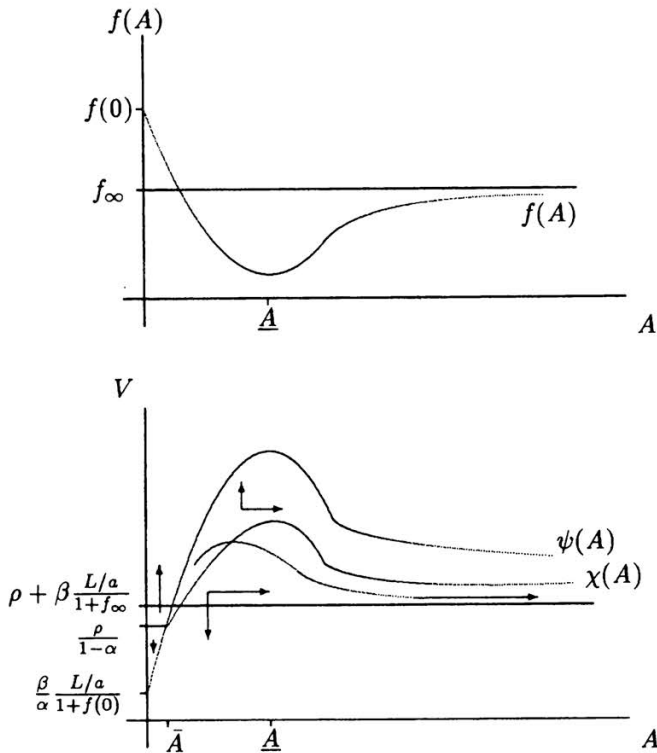 f(A)
f(0)
f∞
f(A)
A
A
V
ψ(A)
χ(A)
ρ + β L/a / 1+f∞
ρ / 1−α
β/α L/a / 1+f(0)
Ā A A